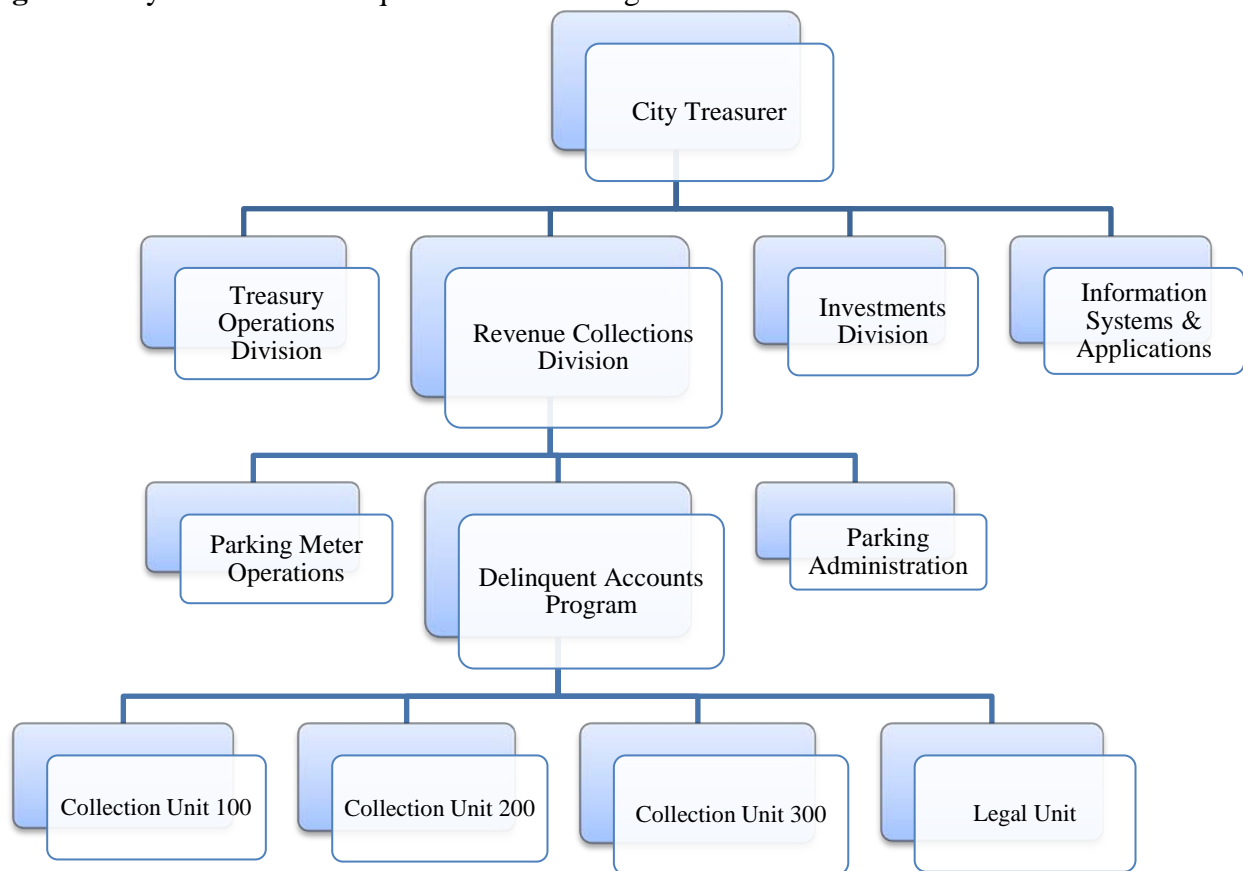 City Treasurer
Treasury
Operations
Division
Revenue Collections
Division
Investments
Division
Information
Systems &
Applications
Parking Meter
Operations
Delinquent Accounts
Program
Parking
Administration
Collection Unit 100
Collection Unit 200
Collection Unit 300
Legal Unit